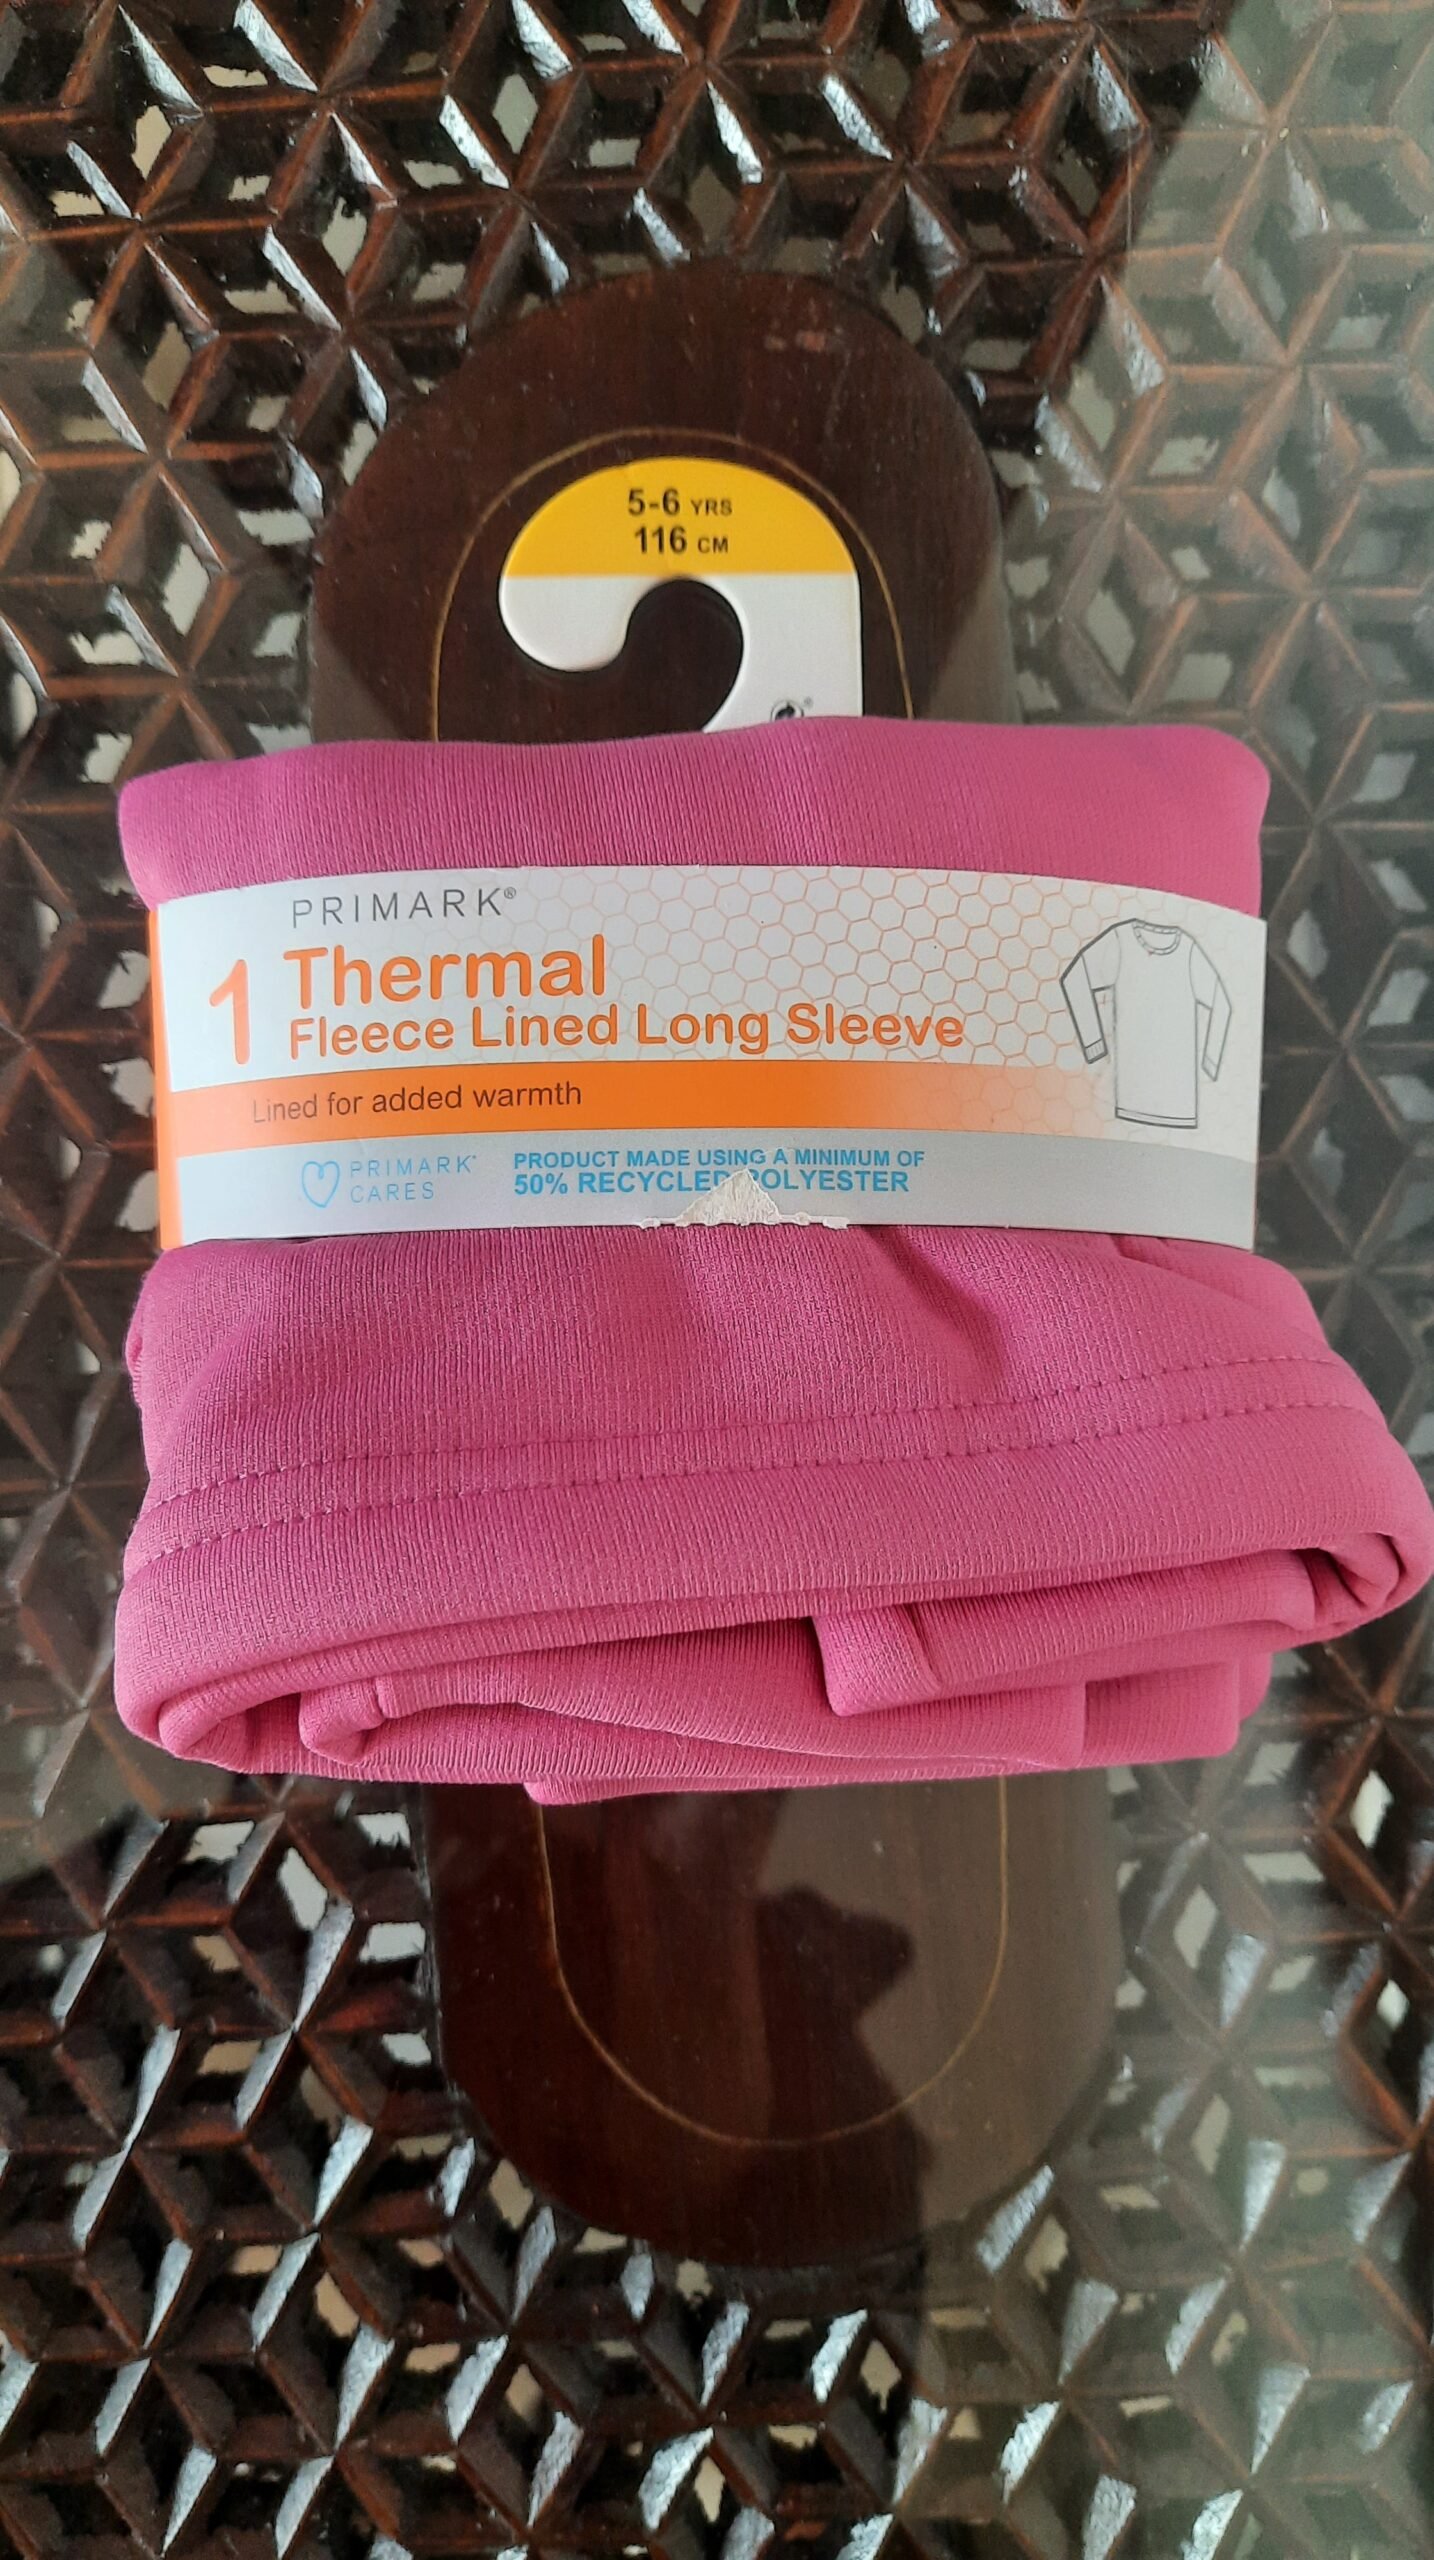 5-6 YRS
116 CM
PRIMARK®
1 Thermal
Fleece Lined Long Sleeve
Lined for added warmth
PRIMARK
CARES
PRODUCT MADE USING A MINIMUM OF
50% RECYCLED POLYESTER